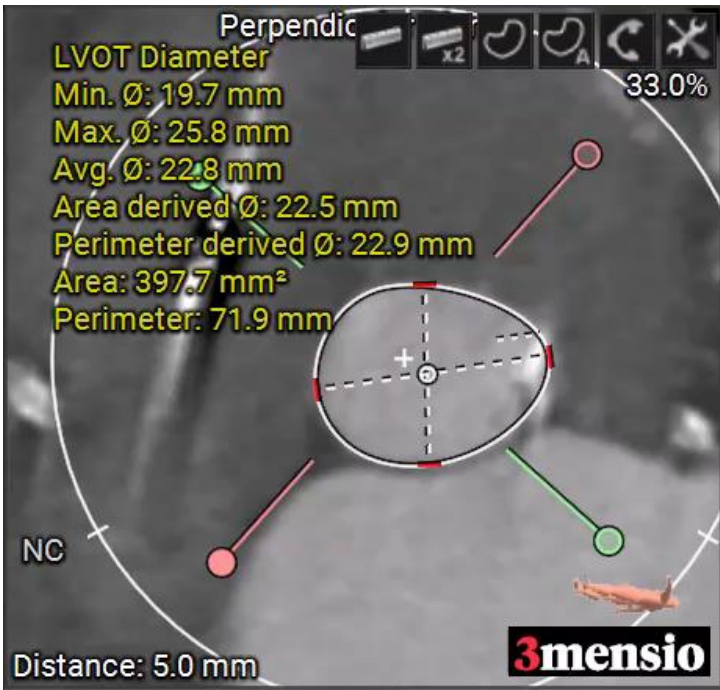 Perpendic
x2
A
LVOT Diameter
33.0%
Min. Ø: 19.7 mm
Max. Ø: 25.8 mm
Avg. Ø: 22.8 mm
Area derived Ø: 22.5 mm
Perimeter derived Ø: 22.9 mm
Area: 397.7 mm²
Perimeter: 71.9 mm
NC
Distance: 5.0 mm
3mensio